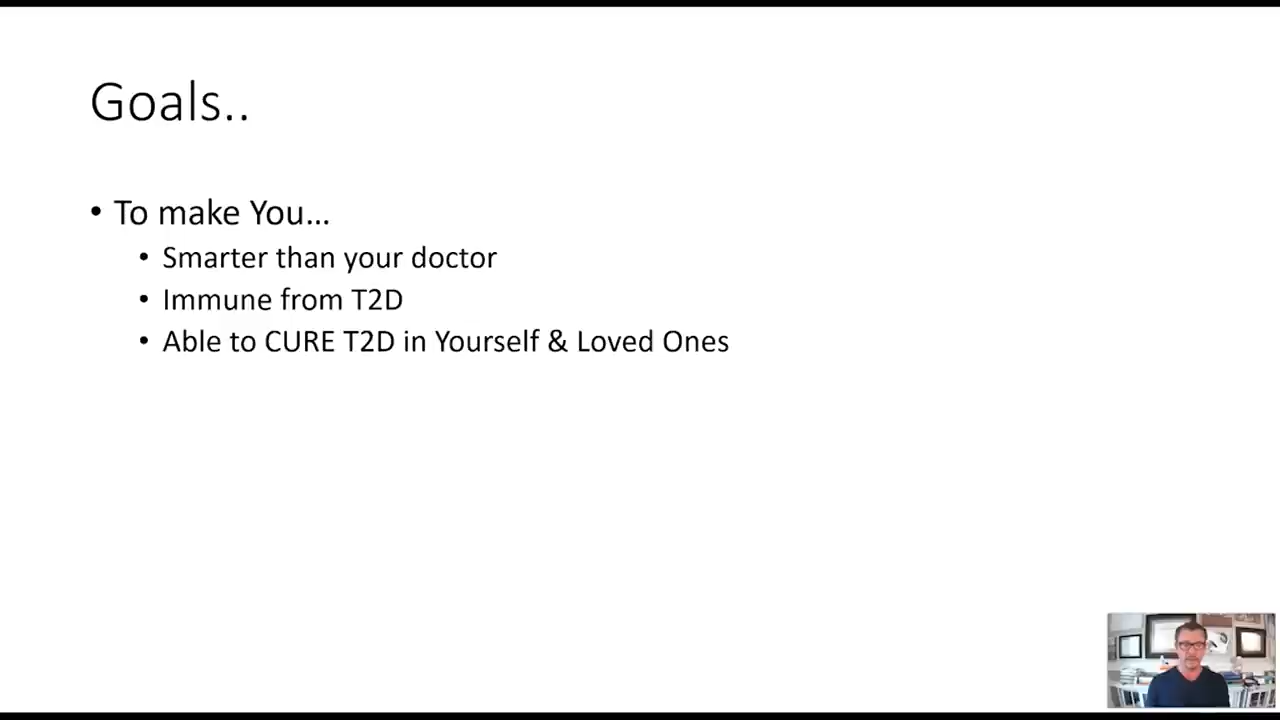 Goals..
• To make You...
• Smarter than your doctor
• Immune from T2D
• Able to CURE T2D in Yourself & Loved Ones